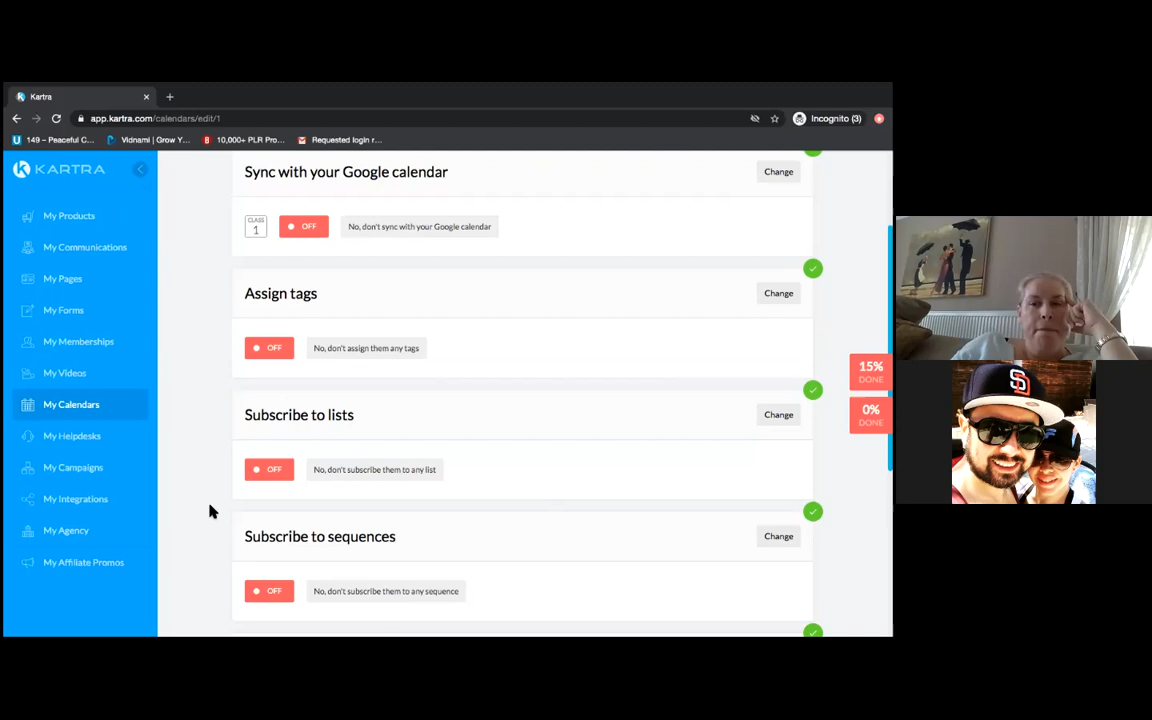 Kartra
app.kartra.com/calendars/edit/1
Incognito (3)
149 – Peaceful C...
Vidnami | Grow Y...
10,000+ PLR Pro...
Requested login r...
KARTRA
My Products
My Communications
My Pages
My Forms
My Memberships
My Videos
My Calendars
My Helpdesks
My Campaigns
My Integrations
My Agency
My Affiliate Promos
Sync with your Google calendar
Change
CLASS
1
OFF
No, don't sync with your Google calendar
Assign tags
Change
OFF
No, don't assign them any tags
Subscribe to lists
Change
OFF
No, don't subscribe them to any list
Subscribe to sequences
Change
OFF
No, don't subscribe them to any sequence
15%
DONE
0%
DONE
SD